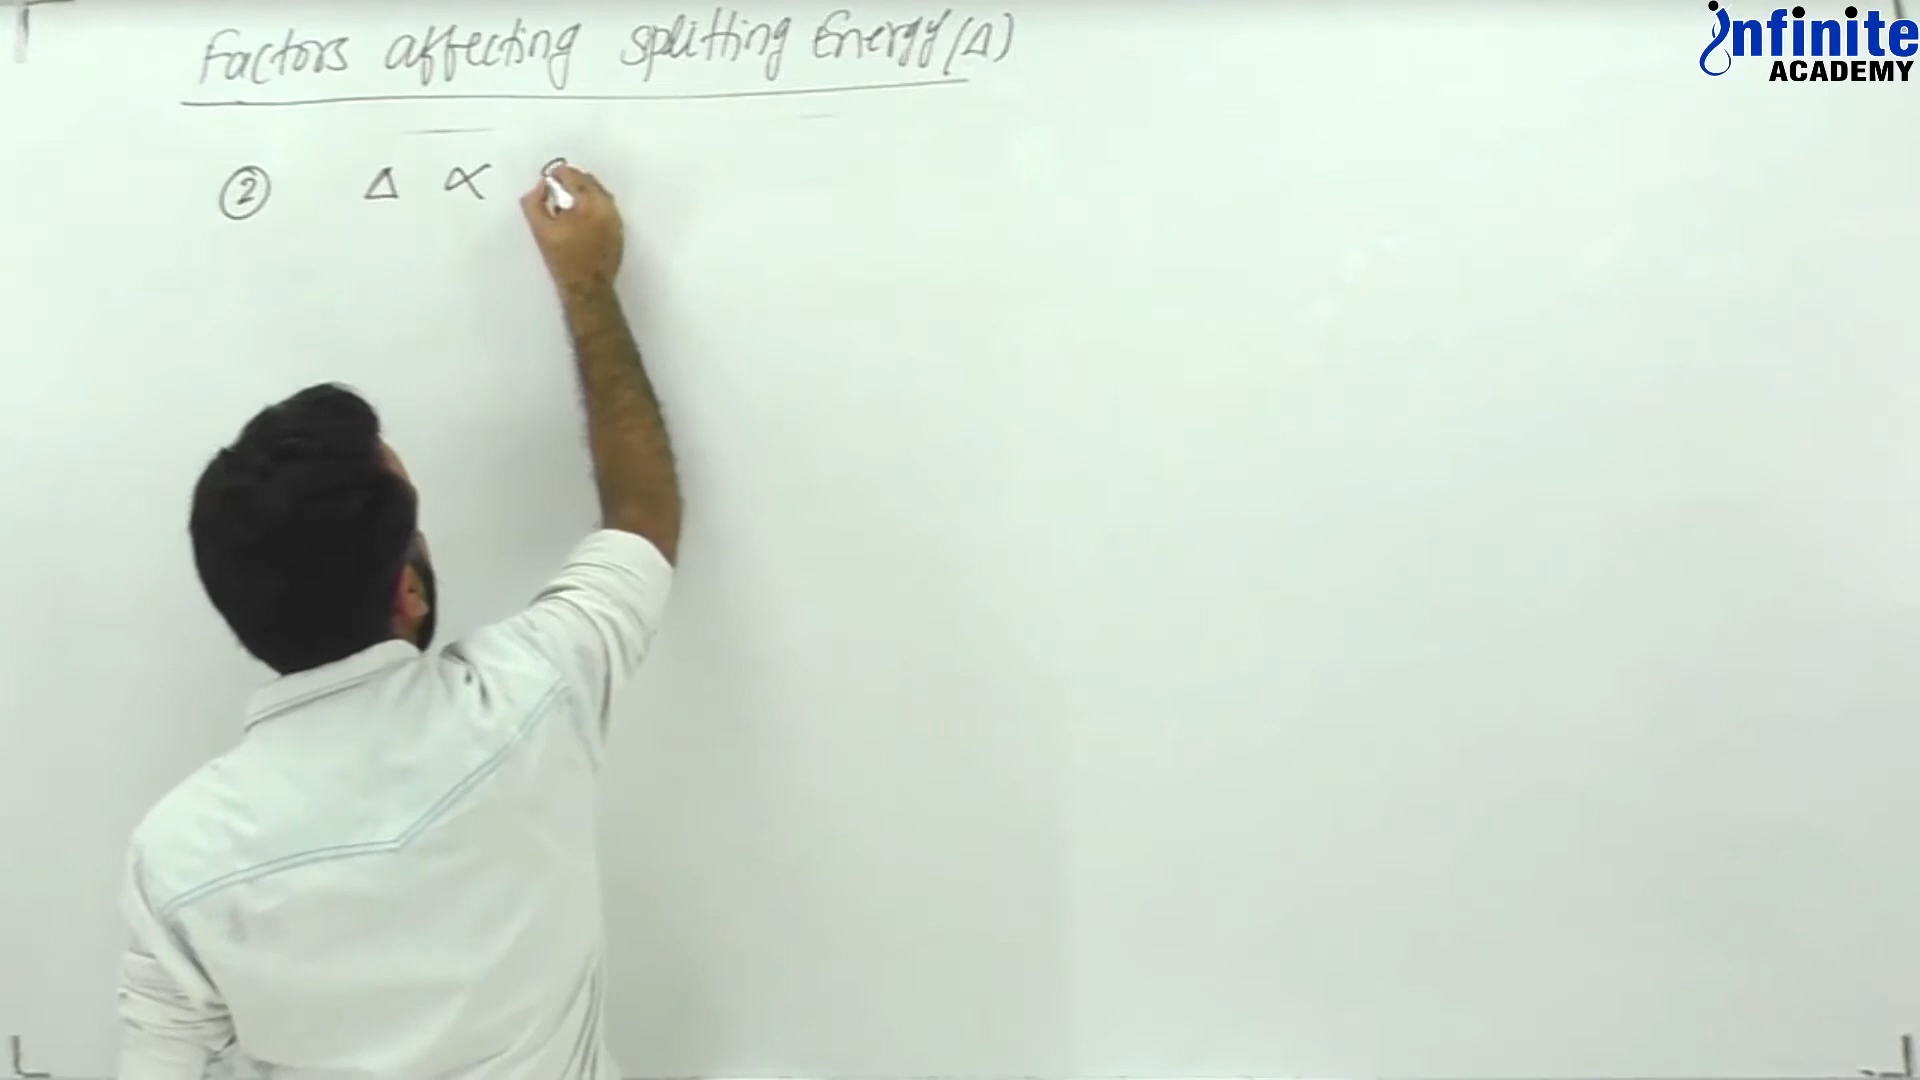 Factors affecting splitting Energy (Δ)
infinite
ACADEMY
② Δ ∝